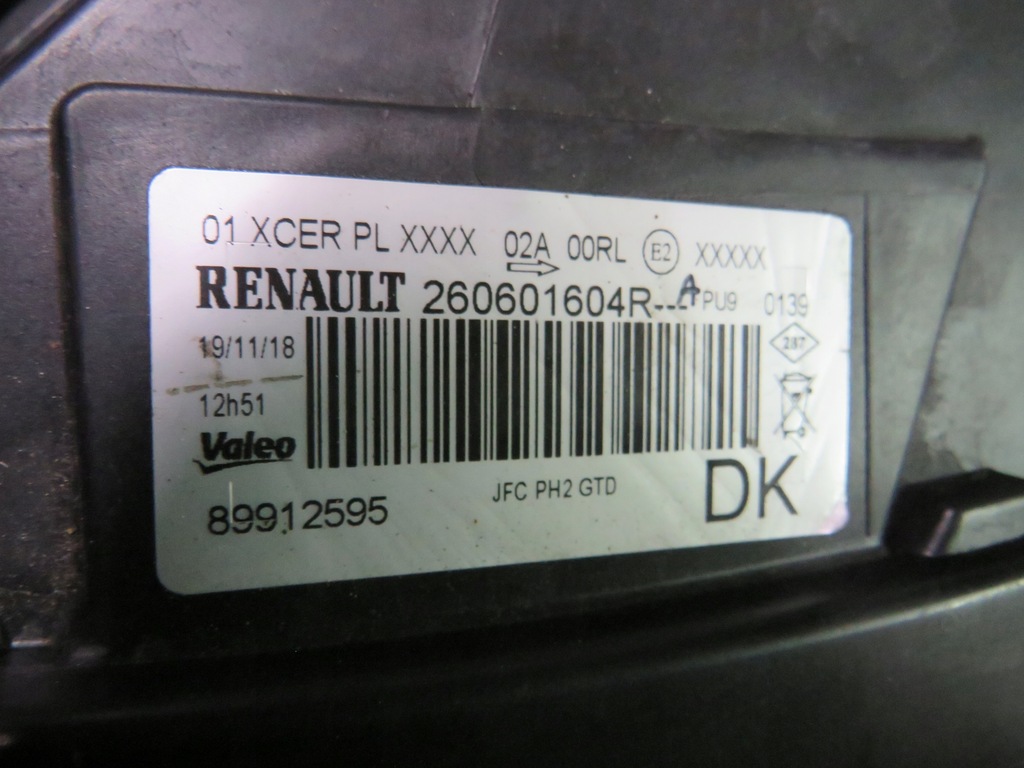 01 XCER PL XXXX 02A 00RL E2 XXXXX
RENAULT 260601604R---A PU9 0139
19/11/18
287
12h51
Valeo
JFC PH2 GTD
DK
89912595